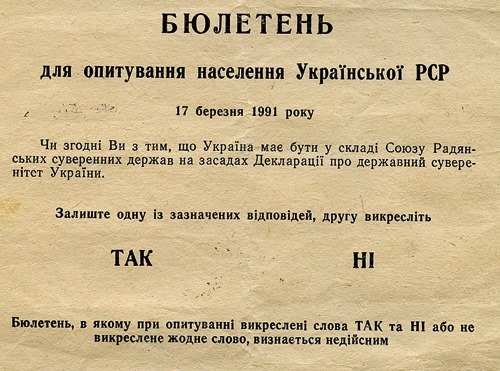 БЮЛЕТЕНЬ
для опитування населення Української РСР
17 березня 1991 року
Чи згодні Ви з тим, що Україна має бути у складі Союзу Радян-
ських суверенних держав на засадах Декларації про державний сувере-
нітет України.
Залиште одну із зазначених відповідей, другу викресліть
ТАК НІ
Бюлетень, в якому при опитуванні викреслені слова ТАК та НІ або не
викреслене жодне слово, визнається недійсним